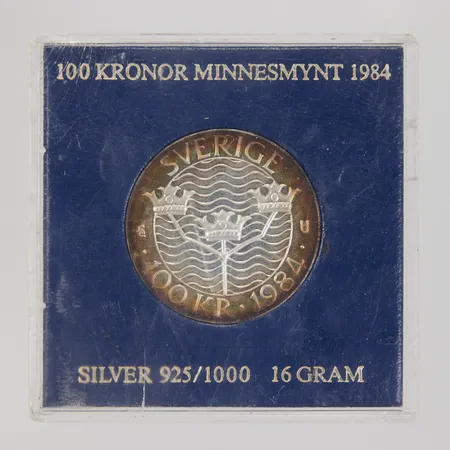 100 KRONOR MINNESMYNT 1984
SVERIGE
U
100 KR · 1984
SILVER 925/1000 16 GRAM